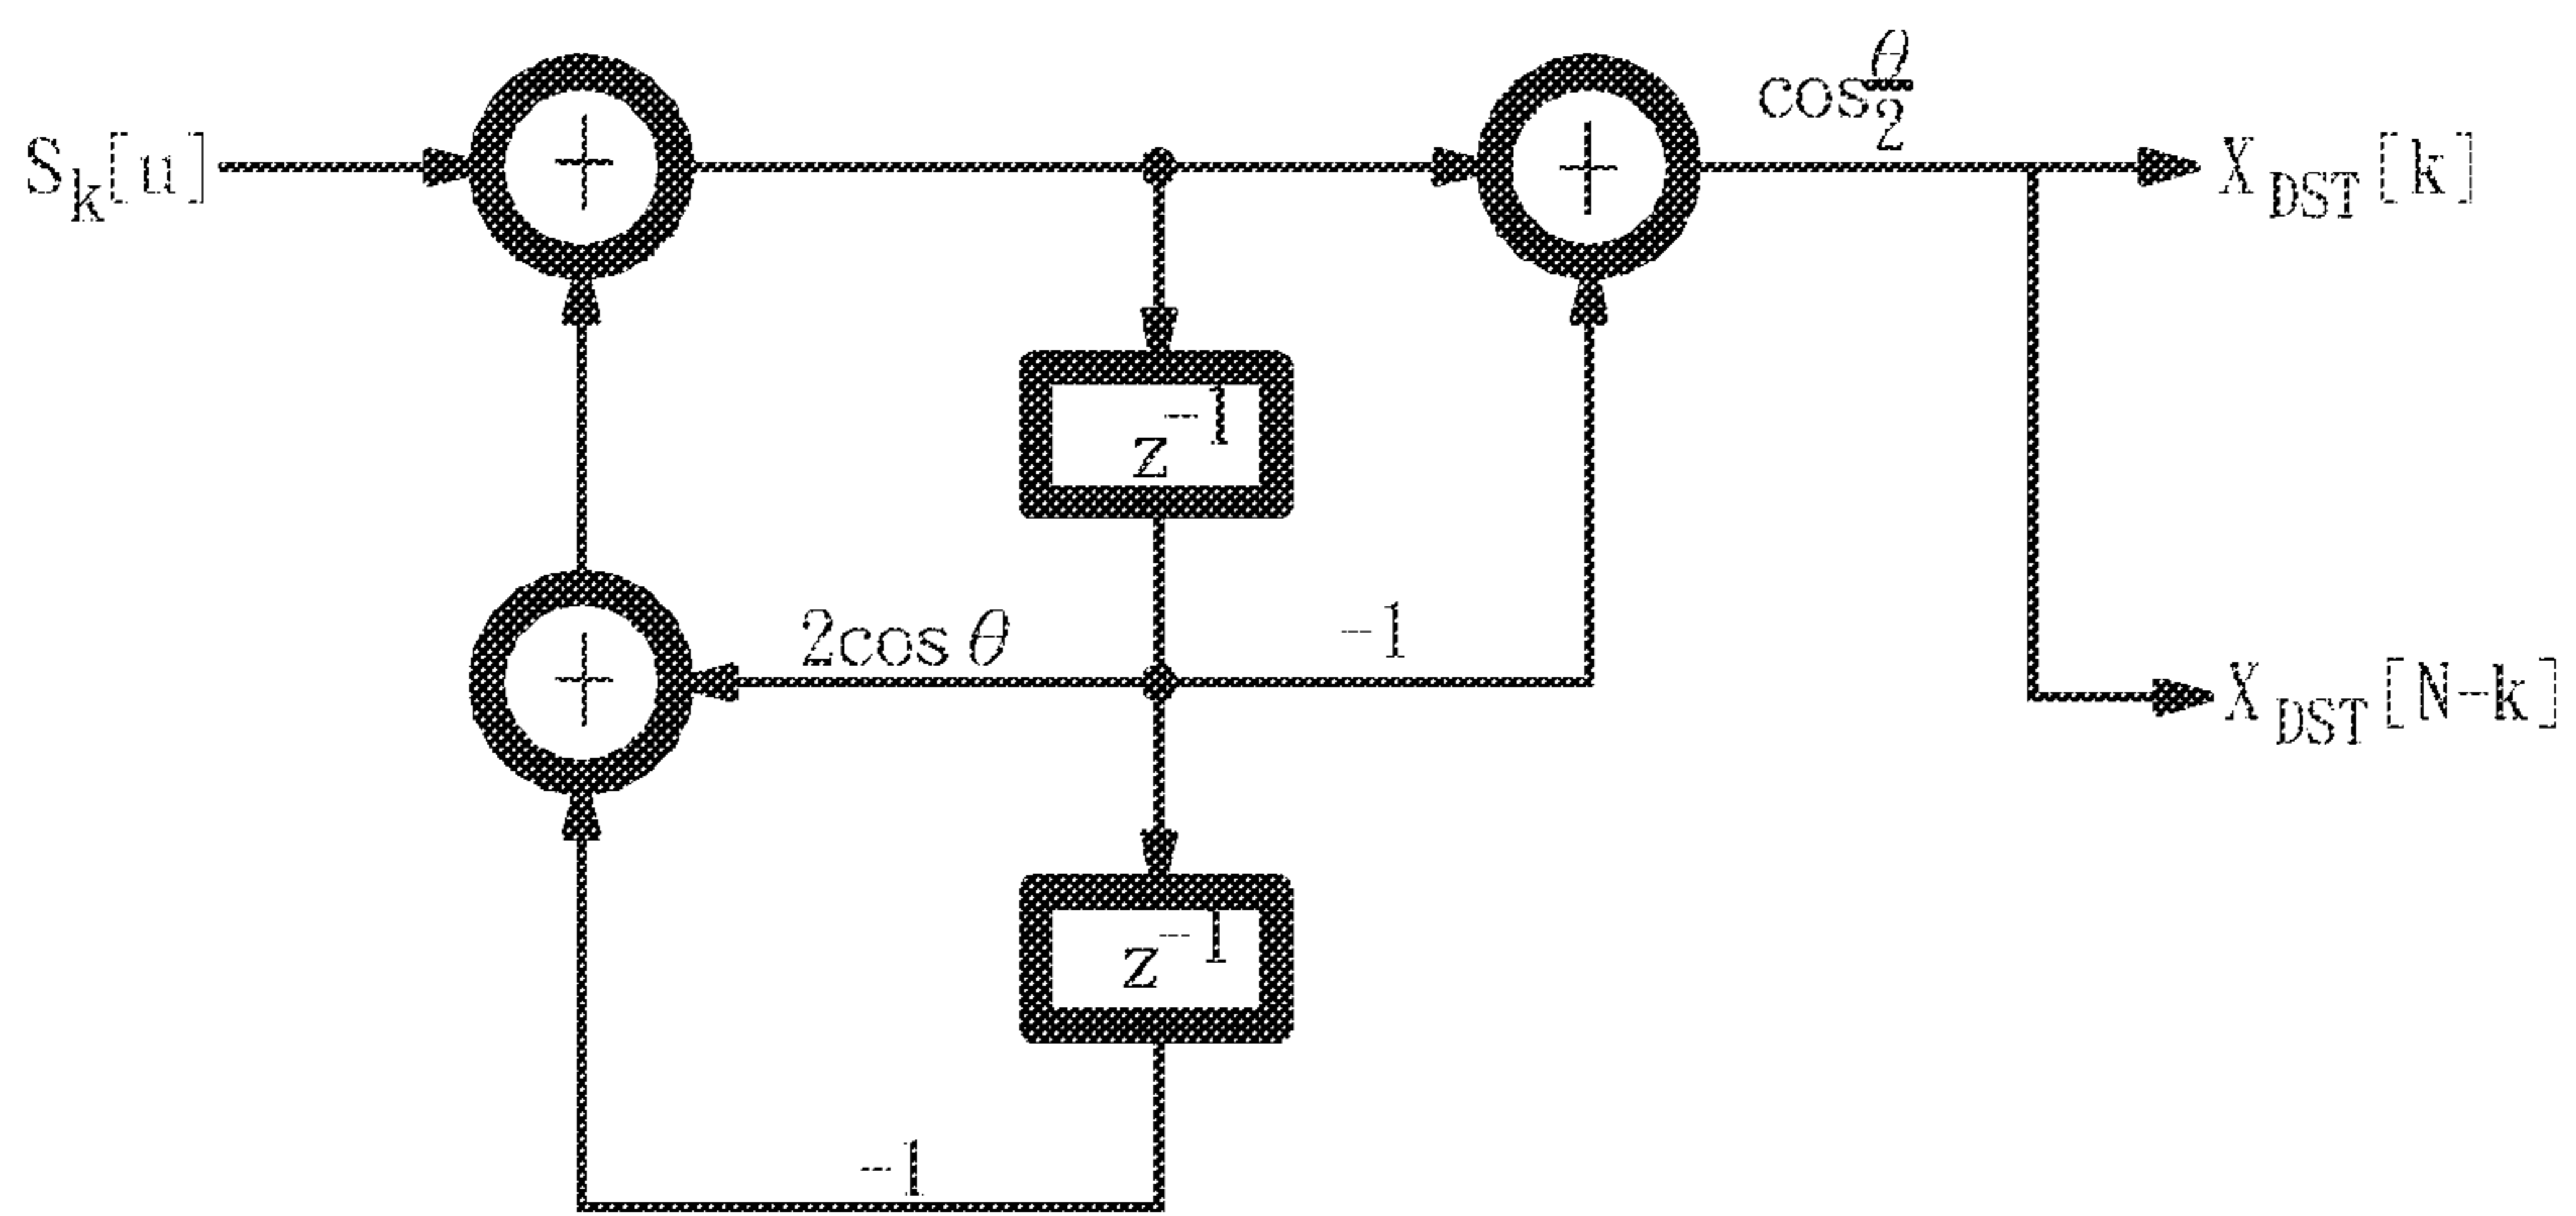 S_k[u]
+
+
cos θ/2
X_DST[k]
z^-1
+
2cos θ
-1
X_DST[N-k]
z^-1
-1